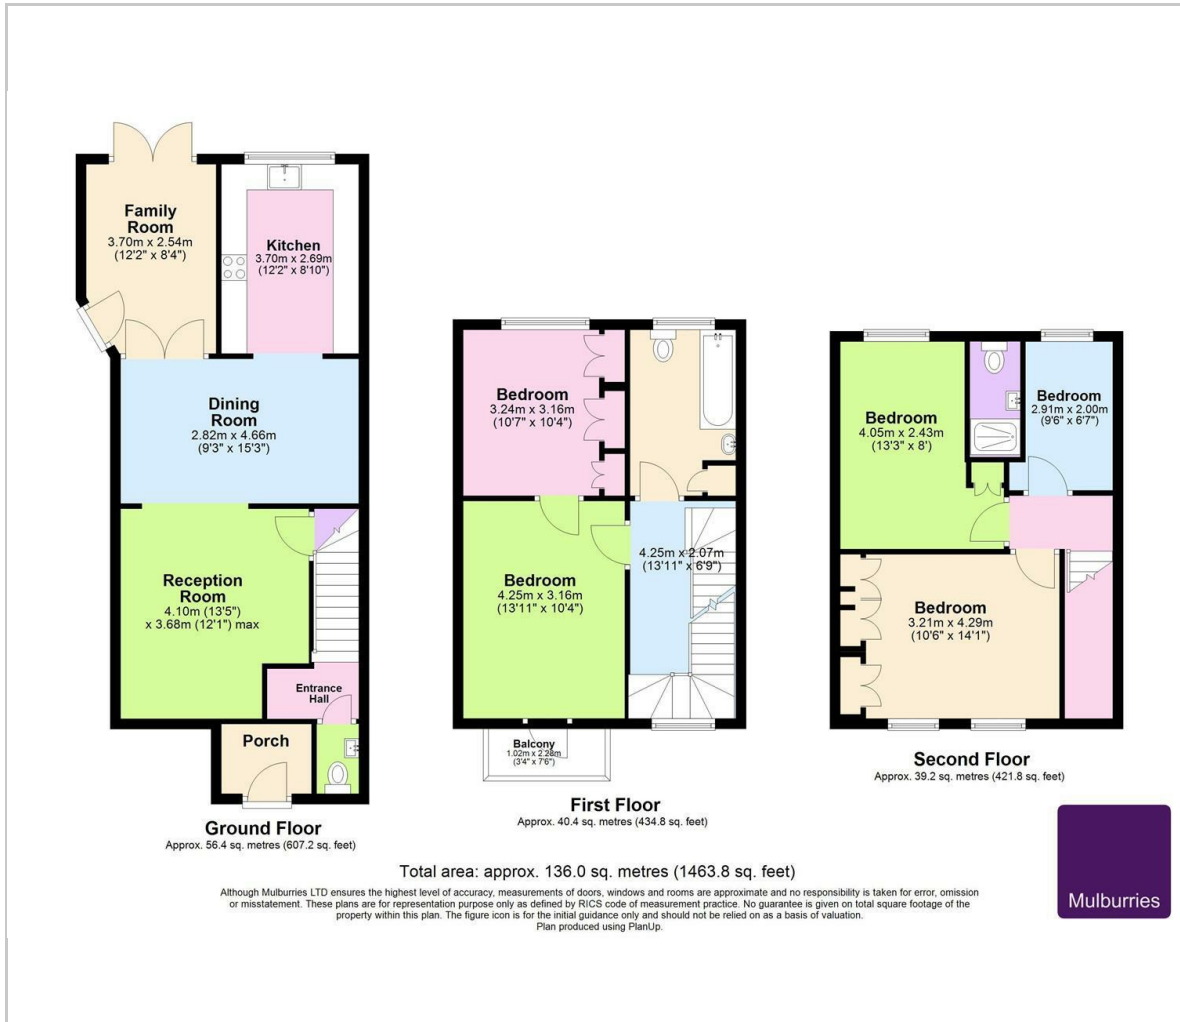 Family
Room
3.70m x 2.54m
(12'2" x 8'4")
Kitchen
3.70m x 2.69m
(12'2" x 8'10")
Dining
Room
2.82m x 4.66m
(9'3" x 15'3")
Reception
Room
4.10m (13'5")
x 3.68m (12'1") max
Entrance
Hall
Porch
Ground Floor
Approx. 56.4 sq. metres (607.2 sq. feet)
Bedroom
3.24m x 3.16m
(10'7" x 10'4")
4.25m x 2.07m
(13'11" x 6'9")
Bedroom
4.25m x 3.16m
(13'11" x 10'4")
Balcony
1.02m x 2.28m
(3'4" x 7'6")
First Floor
Approx. 40.4 sq. metres (434.8 sq. feet)
Bedroom
4.05m x 2.43m
(13'3" x 8')
Bedroom
2.91m x 2.00m
(9'6" x 6'7")
Bedroom
3.21m x 4.29m
(10'6" x 14'1")
Second Floor
Approx. 39.2 sq. metres (421.8 sq. feet)
Total area: approx. 136.0 sq. metres (1463.8 sq. feet)
Although Mulburries LTD ensures the highest level of accuracy, measurements of doors, windows and rooms are approximate and no responsibility is taken for error, omission
or misstatement. These plans are for representation purpose only as defined by RICS code of measurement practice. No guarantee is given on total square footage of the
property within this plan. The figure icon is for the initial guidance only and should not be relied on as a basis of valuation.
Plan produced using PlanUp.
Mulburries